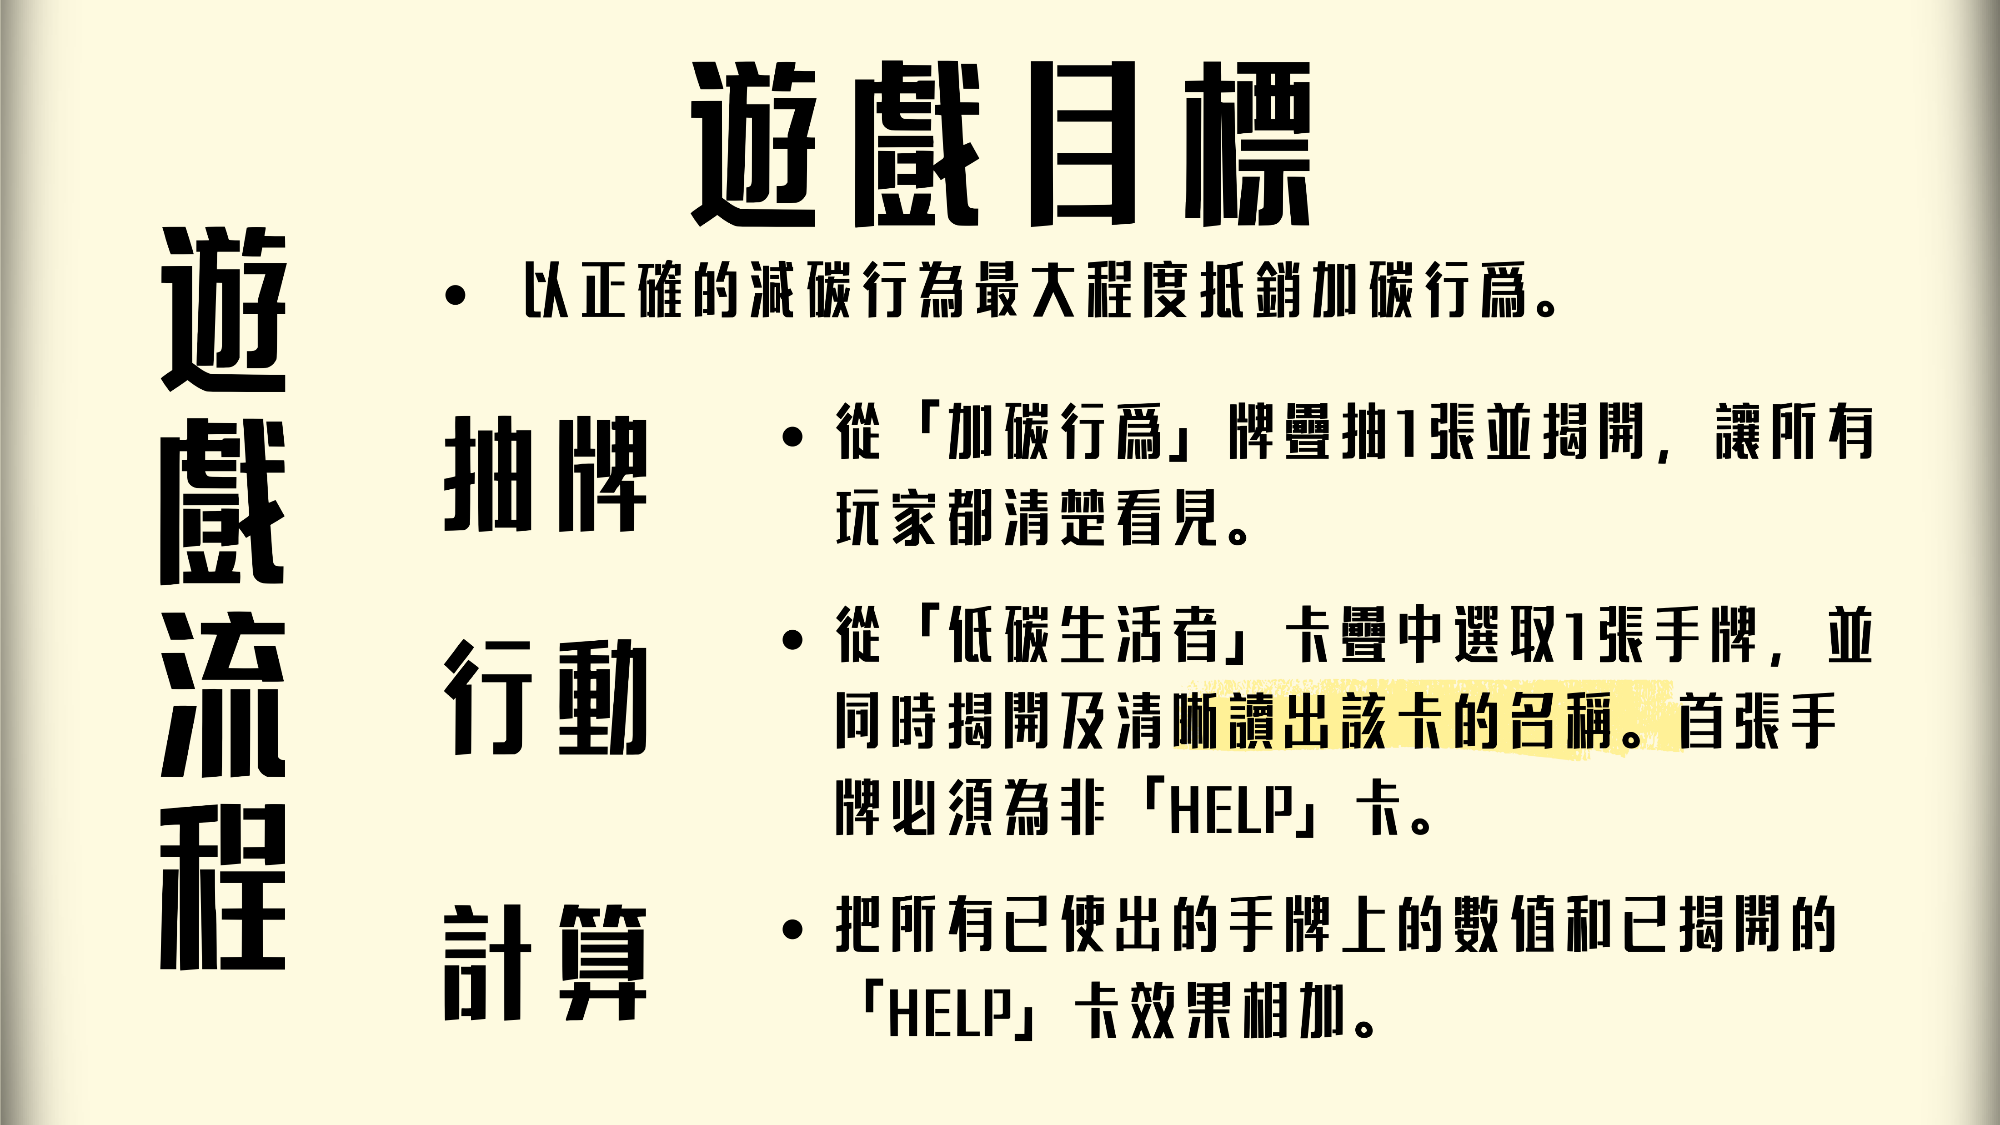 遊戲目標
• 以正確的減碳行為最大程度抵銷加碳行爲。
遊戲流程
抽牌
• 從「加碳行爲」牌疊抽1張並揭開，讓所有
玩家都清楚看見。
行動
• 從「低碳生活者」卡疊中選取1張手牌，並
同時揭開及清晰讀出該卡的名稱。首張手
牌必須為非「HELP」卡。
計算
• 把所有已使出的手牌上的數值和已揭開的
「HELP」卡效果相加。